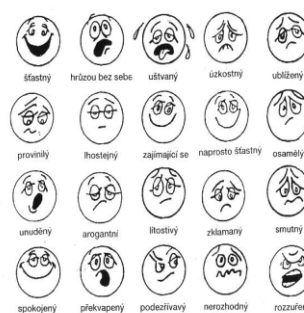 šťastný hrůzou bez sebe uštvaný úzkostný ublížený
provinilý lhostejný zajímající se naprosto šťastný osamělý
unuděný arogantní lítostivý zklamaný smutný
spokojený překvapený podezřívavý nerozhodný